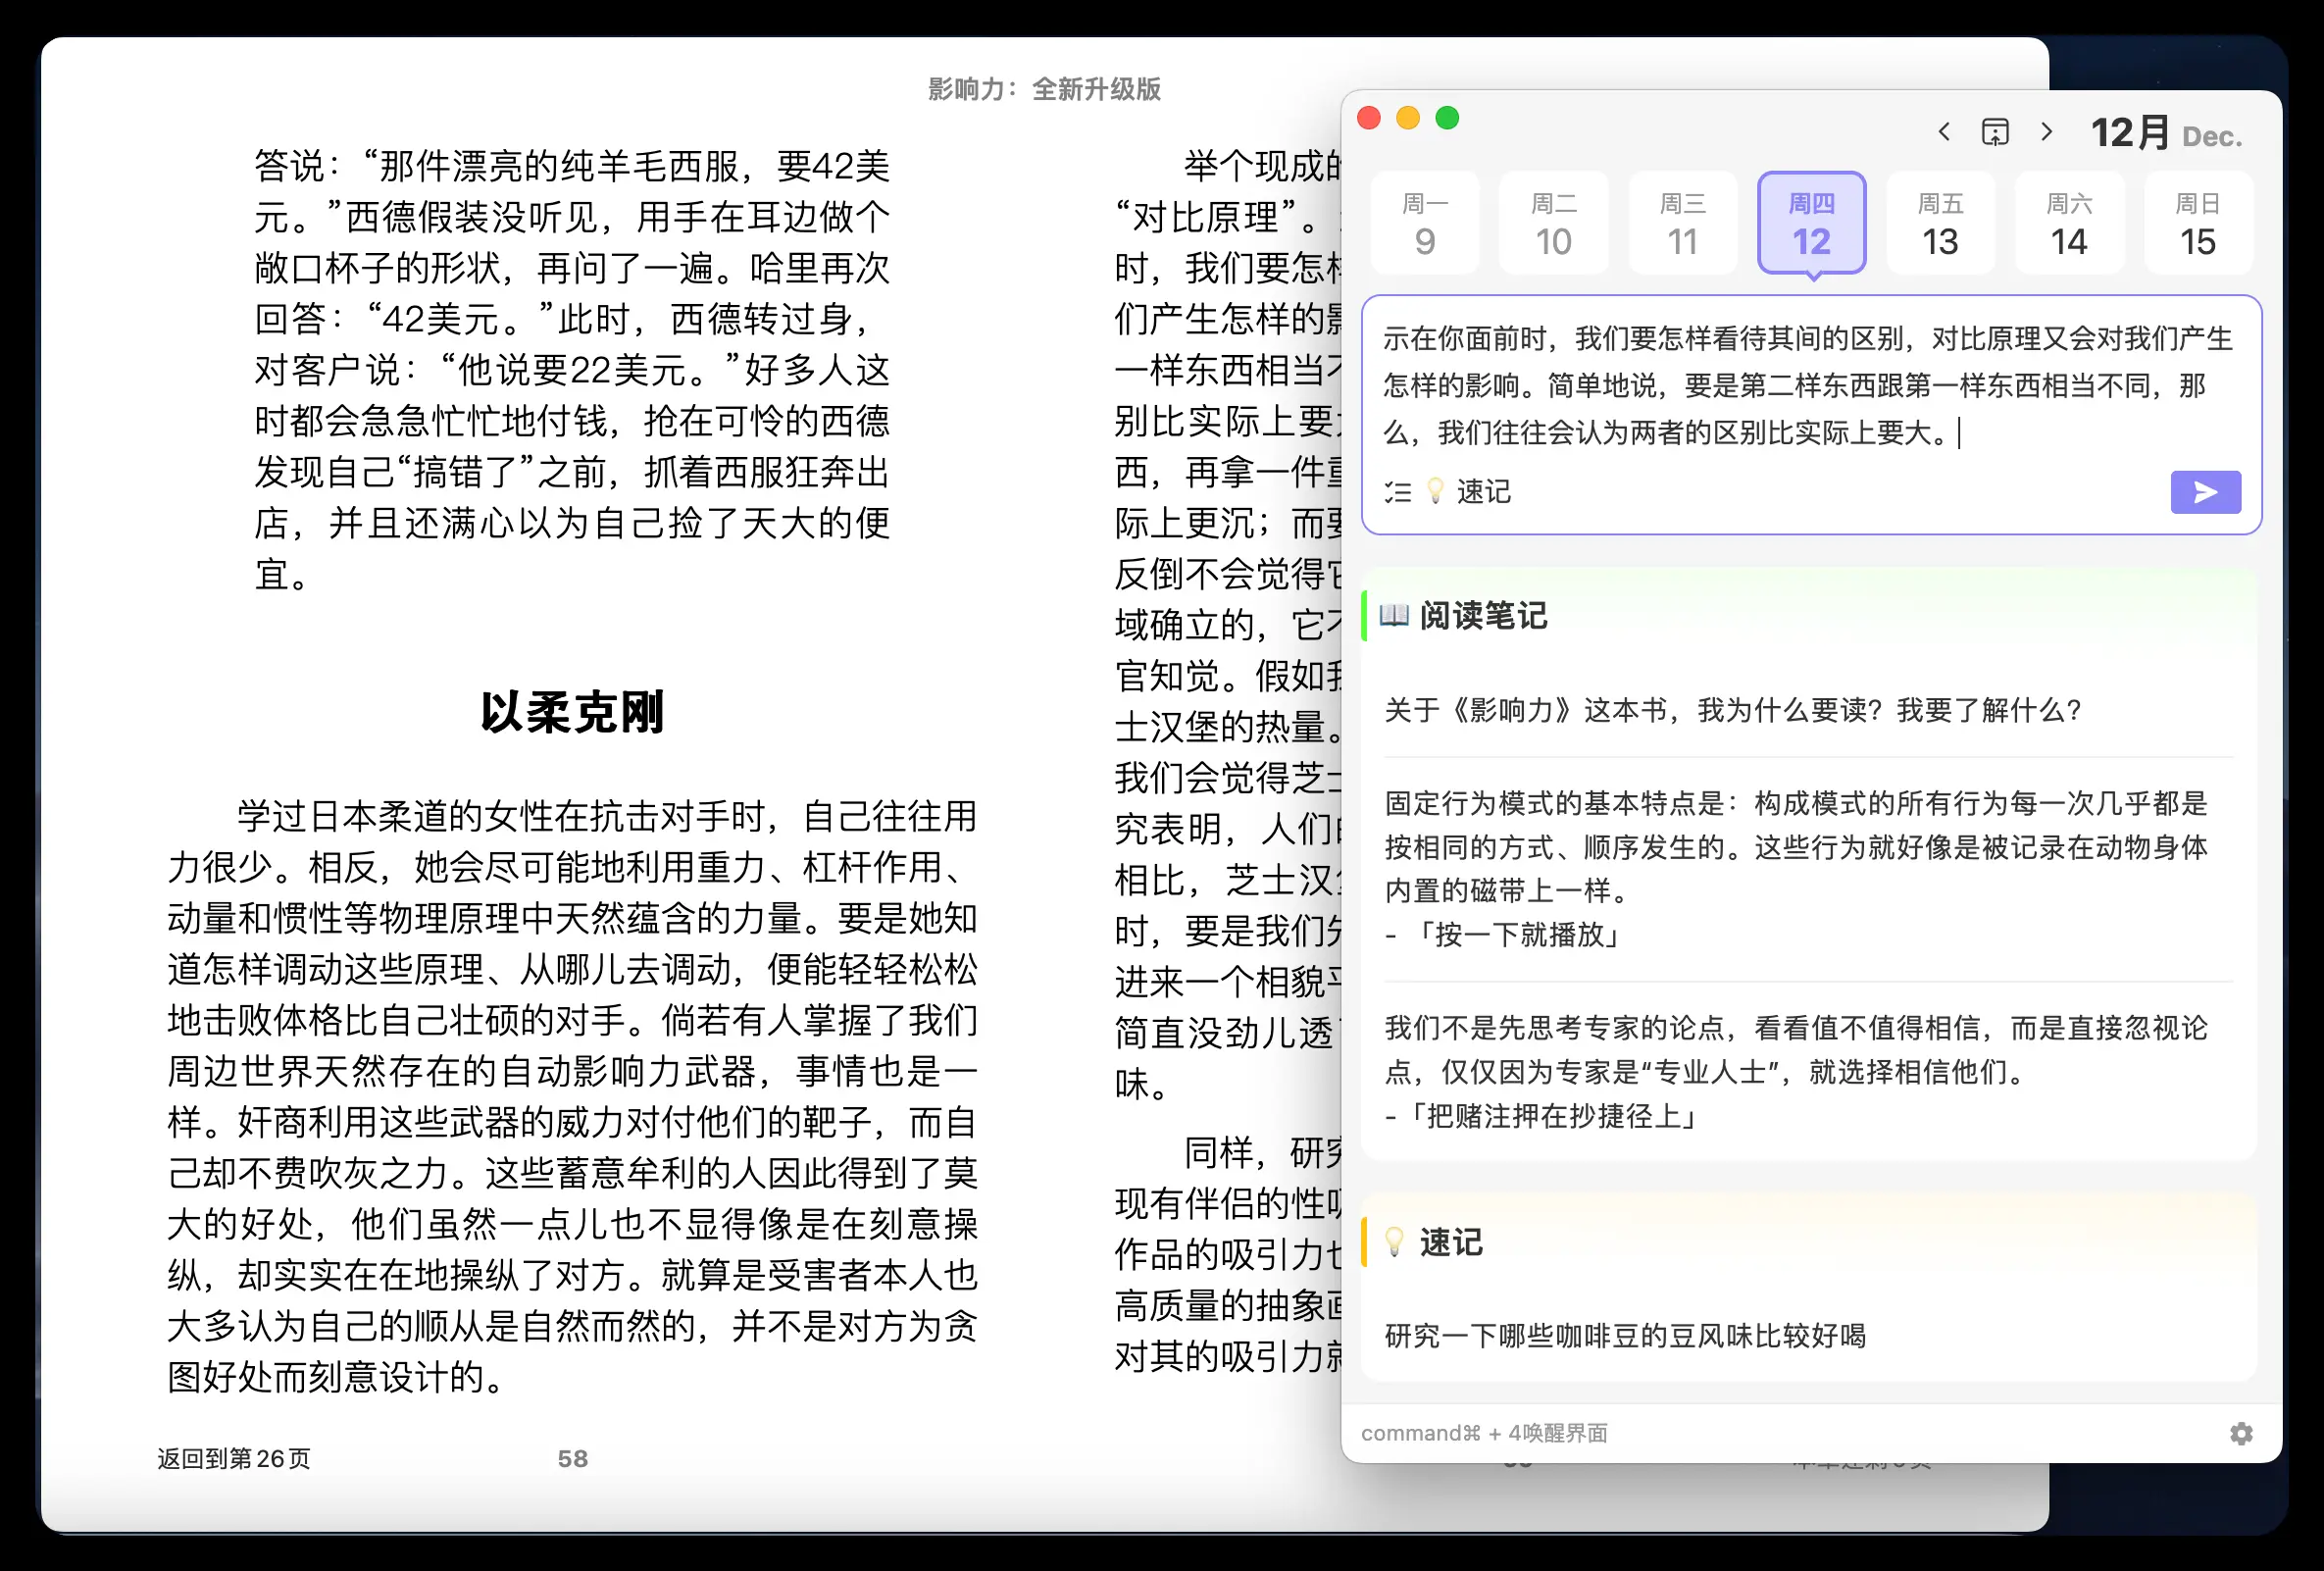 影响力：全新升级版
答说：“那件漂亮的纯羊毛西服，要42美
元。”西德假装没听见，用手在耳边做个
敞口杯子的形状，再问了一遍。哈里再次
回答：“42美元。”此时，西德转过身，
对客户说：“他说要22美元。”好多人这
时都会急急忙忙地付钱，抢在可怜的西德
发现自己“搞错了”之前，抓着西服狂奔出
店，并且还满心以为自己捡了天大的便
宜。
以柔克刚
学过日本柔道的女性在抗击对手时，自己往往用
力很少。相反，她会尽可能地利用重力、杠杆作用、
动量和惯性等物理原理中天然蕴含的力量。要是她知
道怎样调动这些原理、从哪儿去调动，便能轻轻松松
地击败体格比自己壮硕的对手。倘若有人掌握了我们
周边世界天然存在的自动影响力武器，事情也是一
样。奸商利用这些武器的威力对付他们的靶子，而自
己却不费吹灰之力。这些蓄意牟利的人因此得到了莫
大的好处，他们虽然一点儿也不显得像是在刻意操
纵，却实实在在地操纵了对方。就算是受害者本人也
大多认为自己的顺从是自然而然的，并不是对方为贪
图好处而刻意设计的。
返回到第26页
58
举个现成的
“对比原理”。
时，我们要怎样
们产生怎样的影
一样东西相当不
别比实际上要
西，再拿一件重
际上更沉；而要
反倒不会觉得它
域确立的，它不
官知觉。假如我
士汉堡的热量。
我们会觉得芝士
究表明，人们的
相比，芝士汉堡
时，要是我们先
进来一个相貌平
简直没劲儿透了
味。
同样，研究
现有伴侣的性吸
作品的吸引力也
高质量的抽象画
对其的吸引力就
12月 Dec.
周一 周二 周三 周四 周五 周六 周日
9 10 11 12 13 14 15
示在你面前时，我们要怎样看待其间的区别，对比原理又会对我们产生
怎样的影响。简单地说，要是第二样东西跟第一样东西相当不同，那
么，我们往往会认为两者的区别比实际上要大。
💡 速记
📖 阅读笔记
关于《影响力》这本书，我为什么要读？我要了解什么？
固定行为模式的基本特点是：构成模式的所有行为每一次几乎都是
按相同的方式、顺序发生的。这些行为就好像是被记录在动物身体
内置的磁带上一样。
- 「按一下就播放」
我们不是先思考专家的论点，看看值不值得相信，而是直接忽视论
点，仅仅因为专家是“专业人士”，就选择相信他们。
-「把赌注押在抄捷径上」
💡 速记
研究一下哪些咖啡豆的豆风味比较好喝
command⌘ + 4唤醒界面